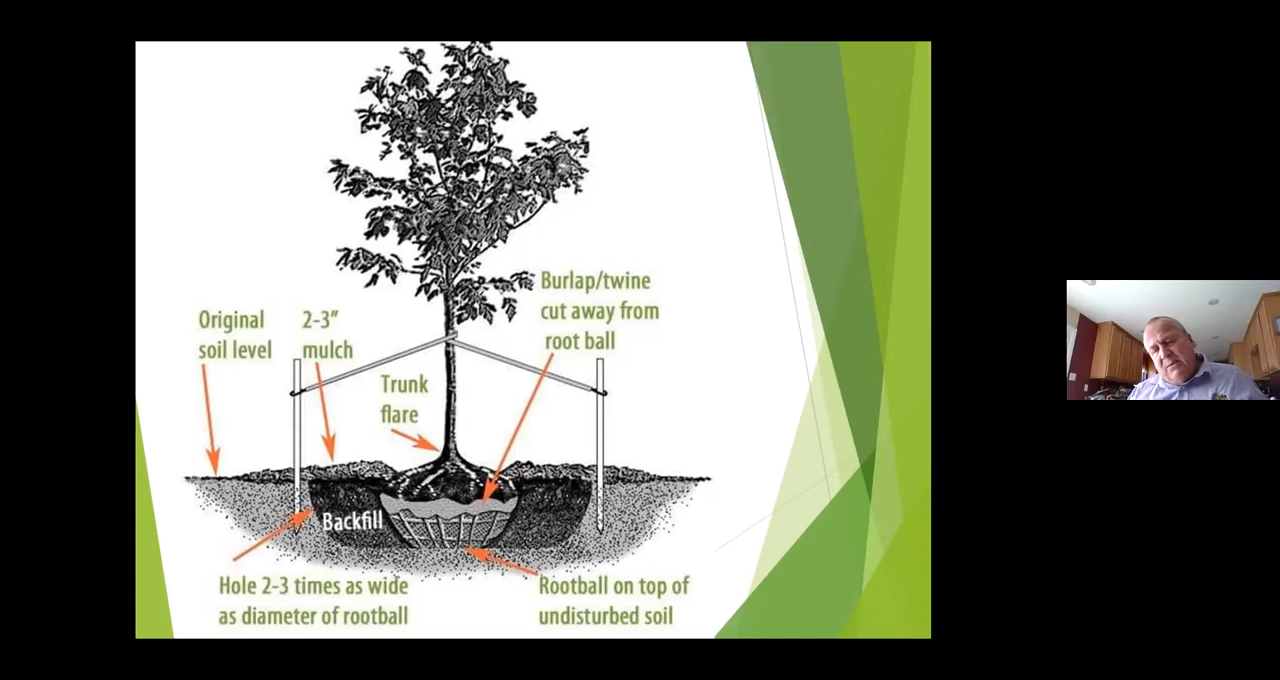 Burlap/twine
cut away from
root ball
Original
soil level
2-3”
mulch
Trunk
flare
Backfill
Hole 2-3 times as wide
as diameter of rootball
Rootball on top of
undisturbed soil